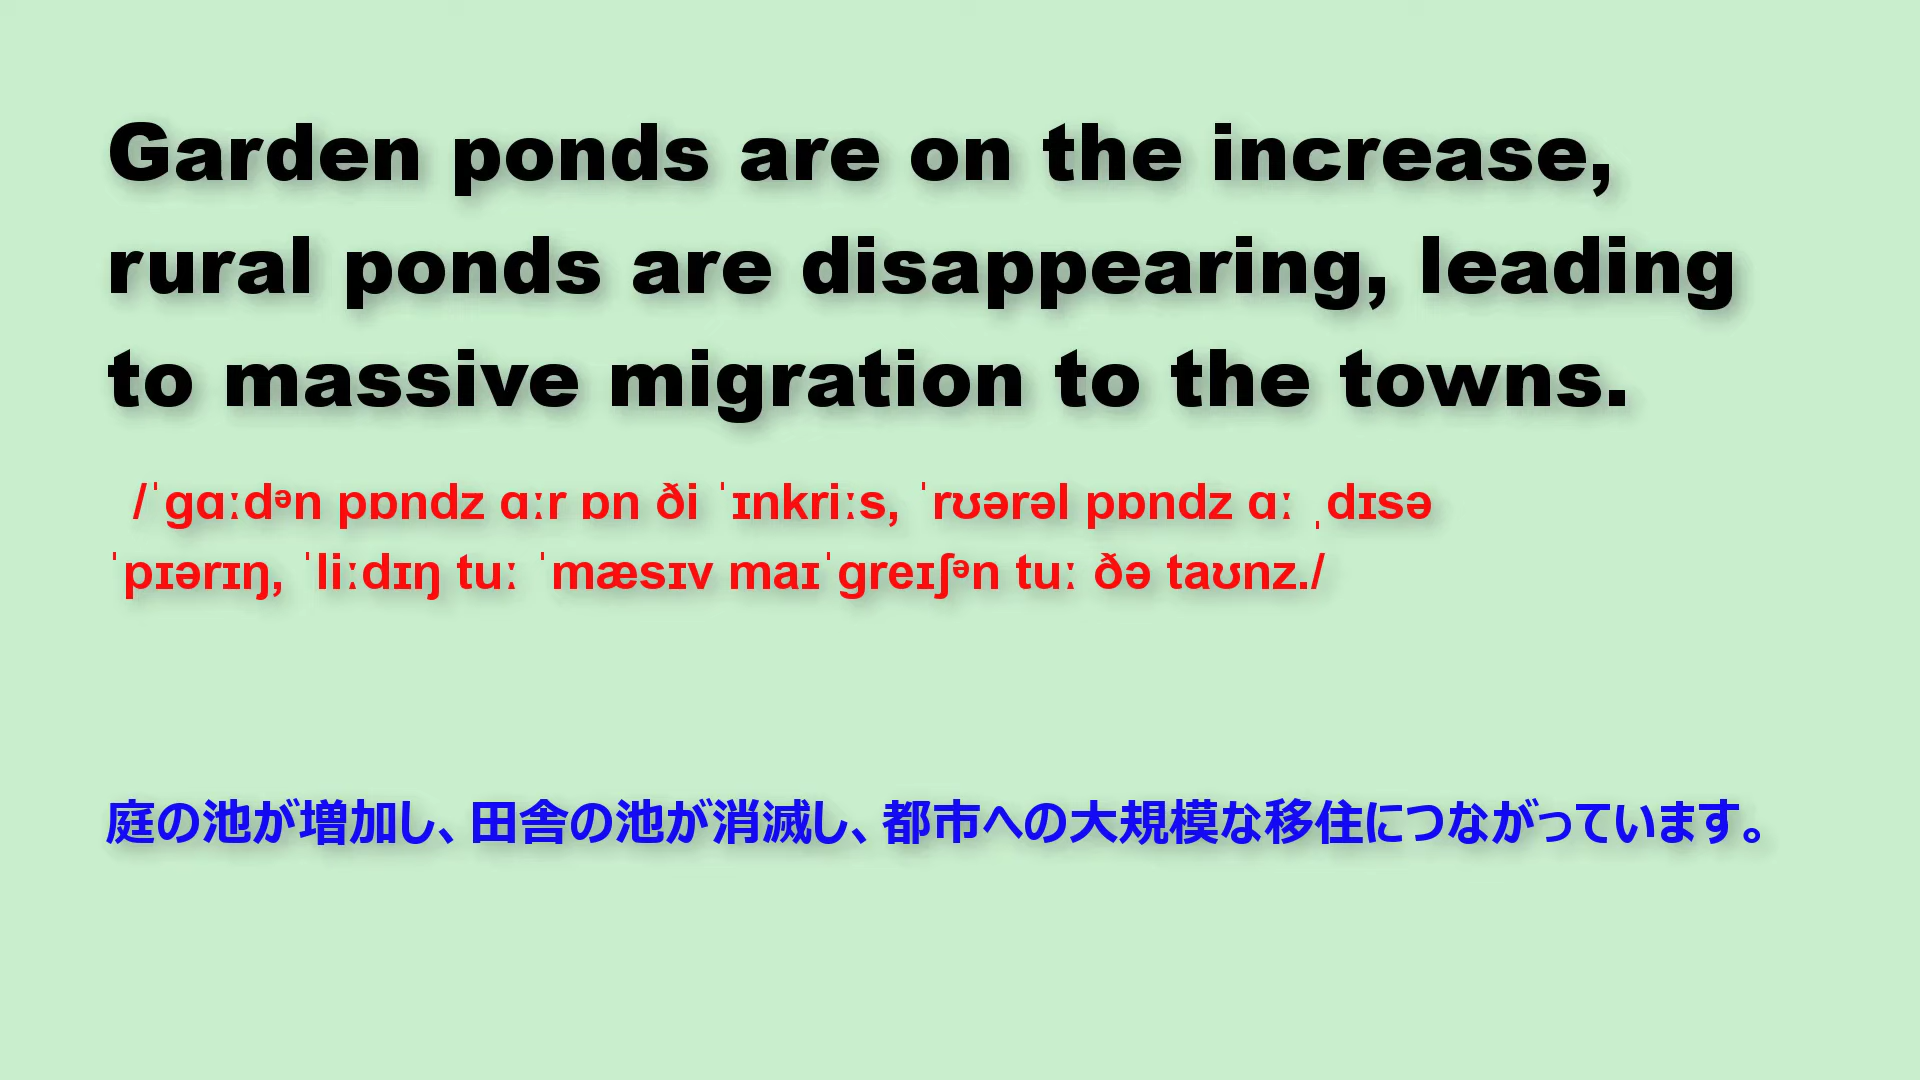 Garden ponds are on the increase,
rural ponds are disappearing, leading
to massive migration to the towns.
/ˈɡɑːdᵊn pɒndz ɑːr ɒn ði ˈɪnkriːs, ˈrʊərəl pɒndz ɑː ˌdɪsə
ˈpɪərɪŋ, ˈliːdɪŋ tuː ˈmæsɪv maɪˈɡreɪʃᵊn tuː ðə taʊnz./
庭の池が増加し、田舎の池が消滅し、都市への大規模な移住につながっています。